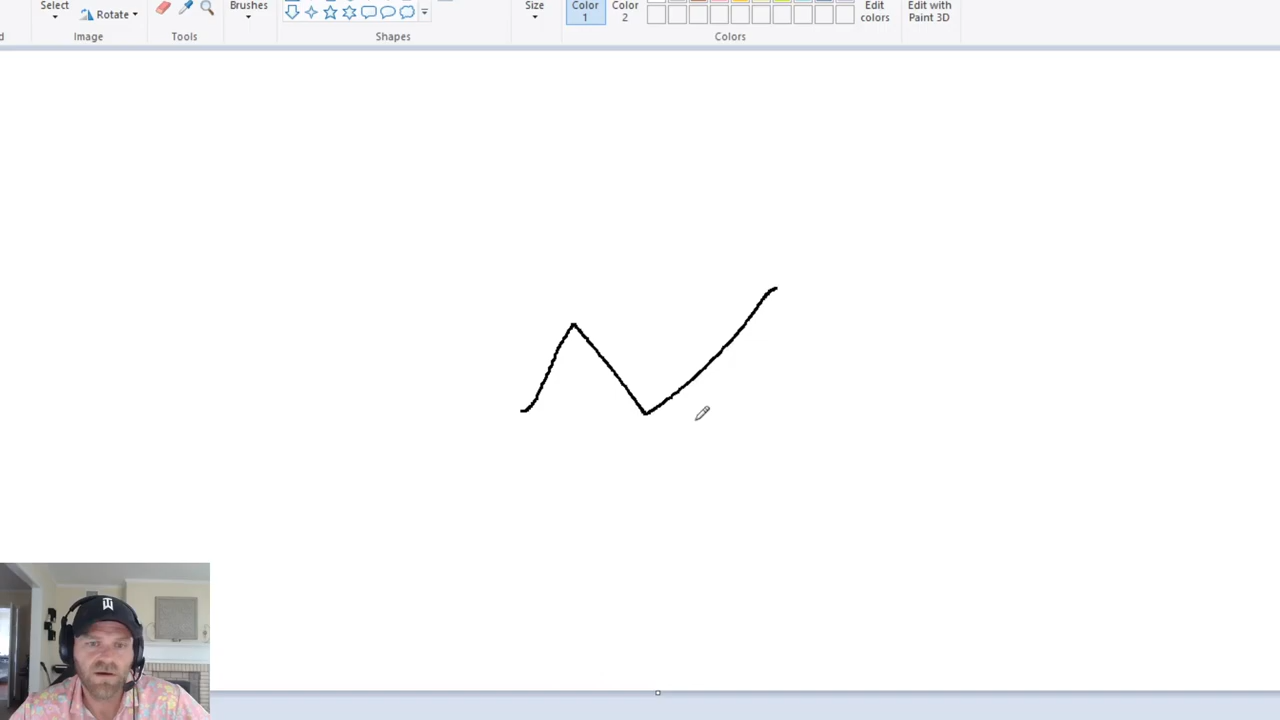 Select
Rotate
Brushes
Size
Color
1
Color
2
Edit
colors
Edit with
Paint 3D
Image
Tools
Shapes
Colors